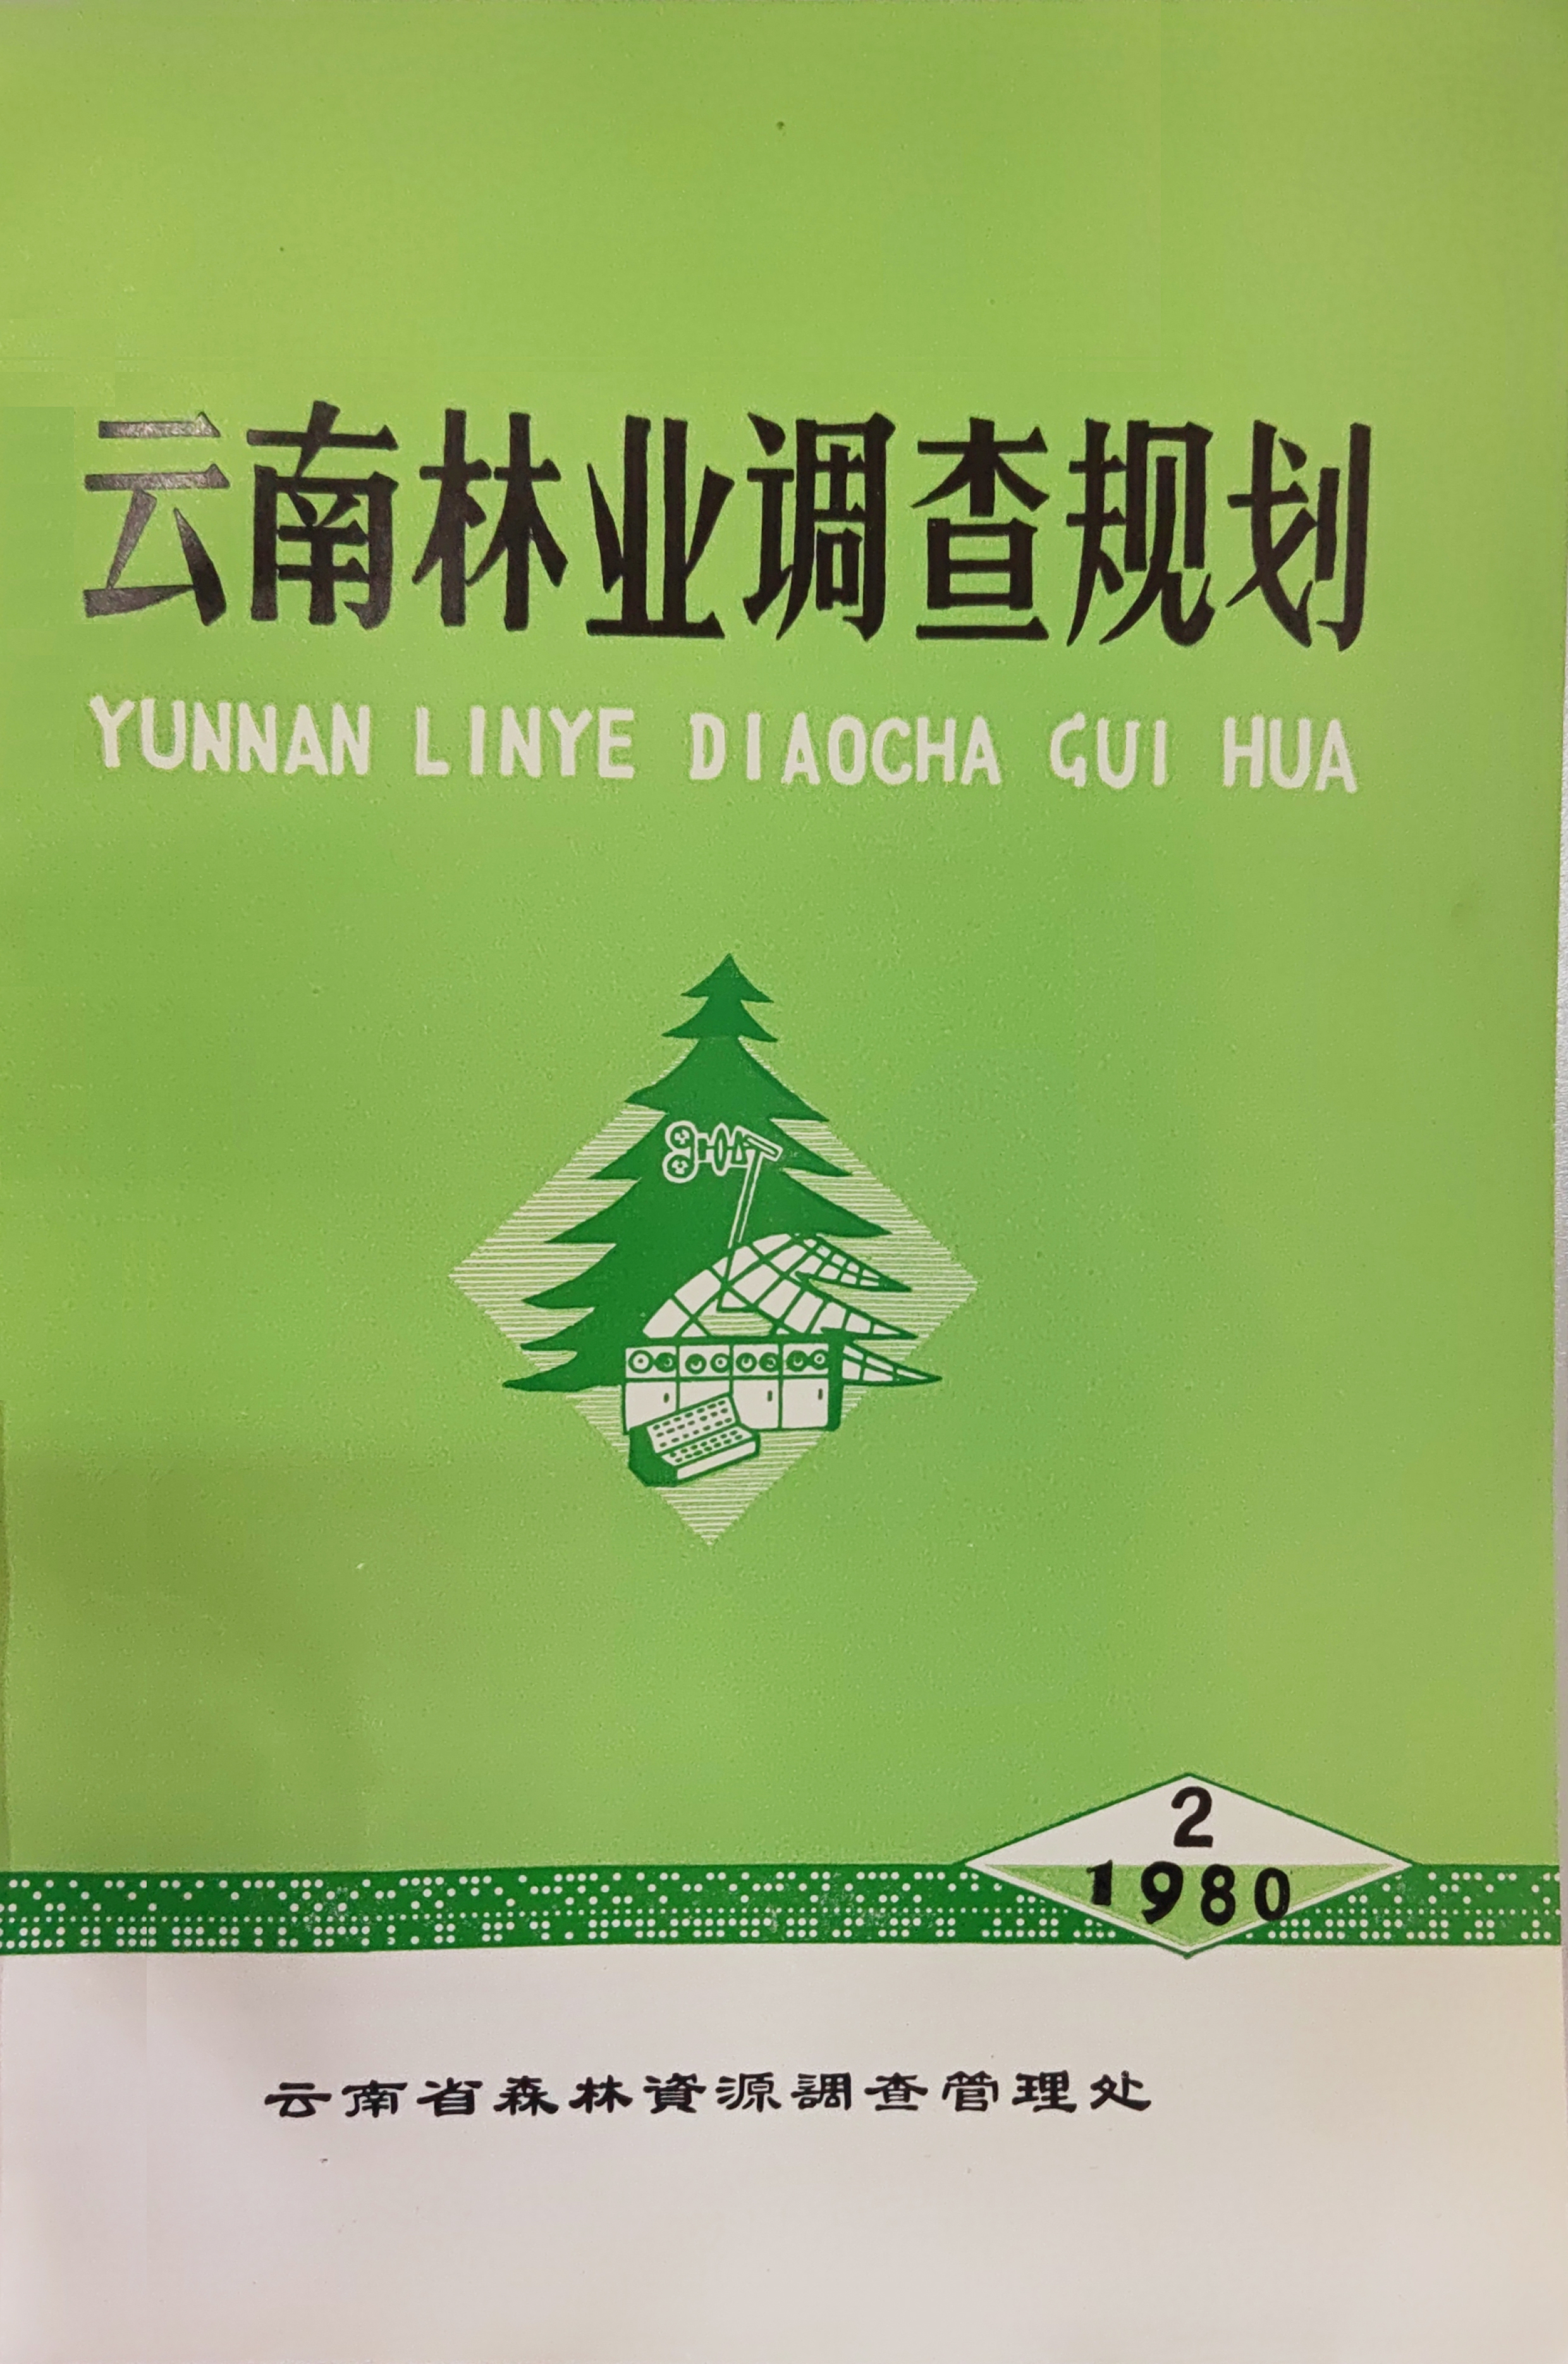 云南林业调查规划
YUNNAN LINYE DIAOCHA GUI HUA
2
1980
云南省森林資源調查管理处